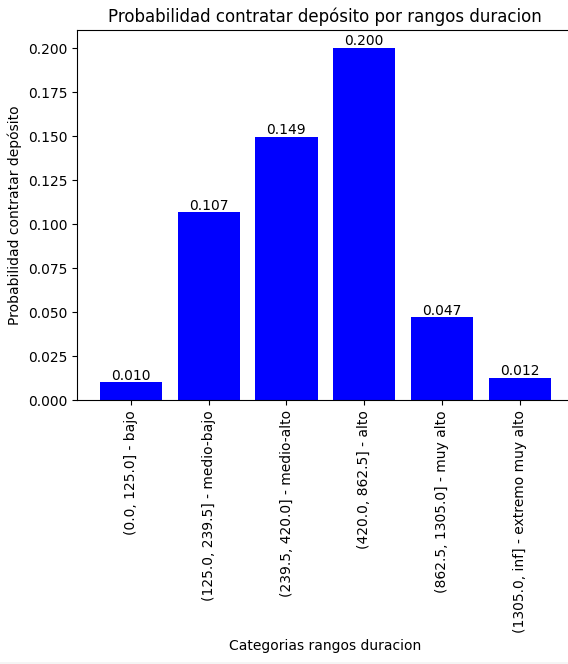 Probabilidad contratar depósito por rangos duracion
Probabilidad contratar depósito
0.200
0.175
0.150
0.125
0.100
0.075
0.050
0.025
0.000
0.010
0.107
0.149
0.200
0.047
0.012
(0.0, 125.0] - bajo
(125.0, 239.5] - medio-bajo
(239.5, 420.0] - medio-alto
(420.0, 862.5] - alto
(862.5, 1305.0] - muy alto
(1305.0, inf] - extremo muy alto
Categorias rangos duracion